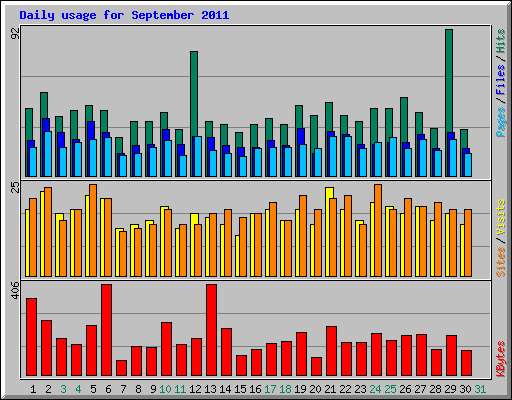 Daily usage for September 2011
92
Pages / Files / Hits
25
Sites / Visits
406
KBytes
1 2 3 4 5 6 7 8 9 10 11 12 13 14 15 16 17 18 19 20 21 22 23 24 25 26 27 28 29 30 31